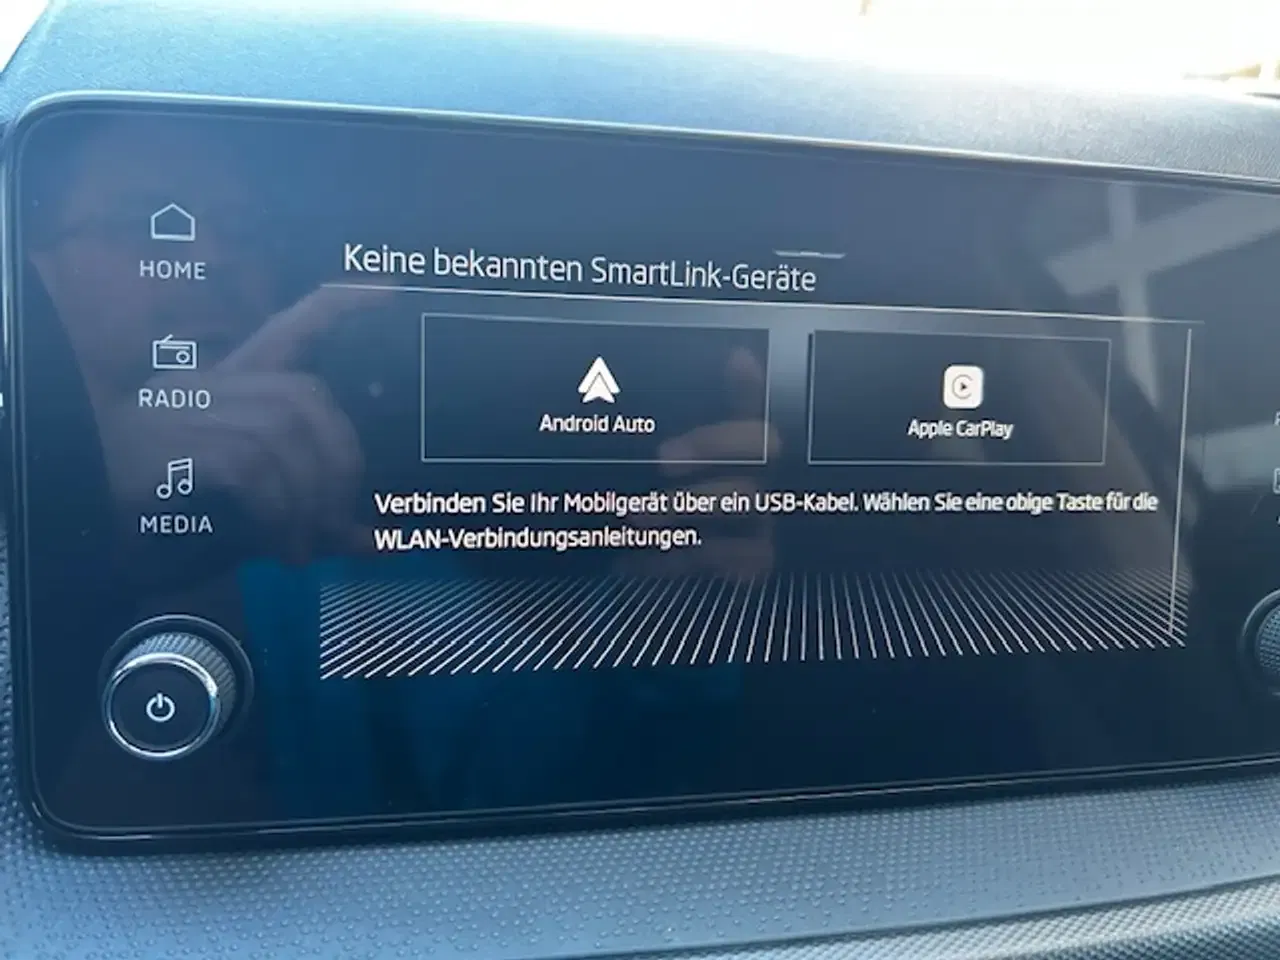 Keine bekannten SmartLink-Geräte
HOME
Android Auto
Apple CarPlay
RADIO
Verbinden Sie Ihr Mobilgerät über ein USB-Kabel. Wählen Sie eine obige Taste für die
WLAN-Verbindungsanleitungen.
MEDIA